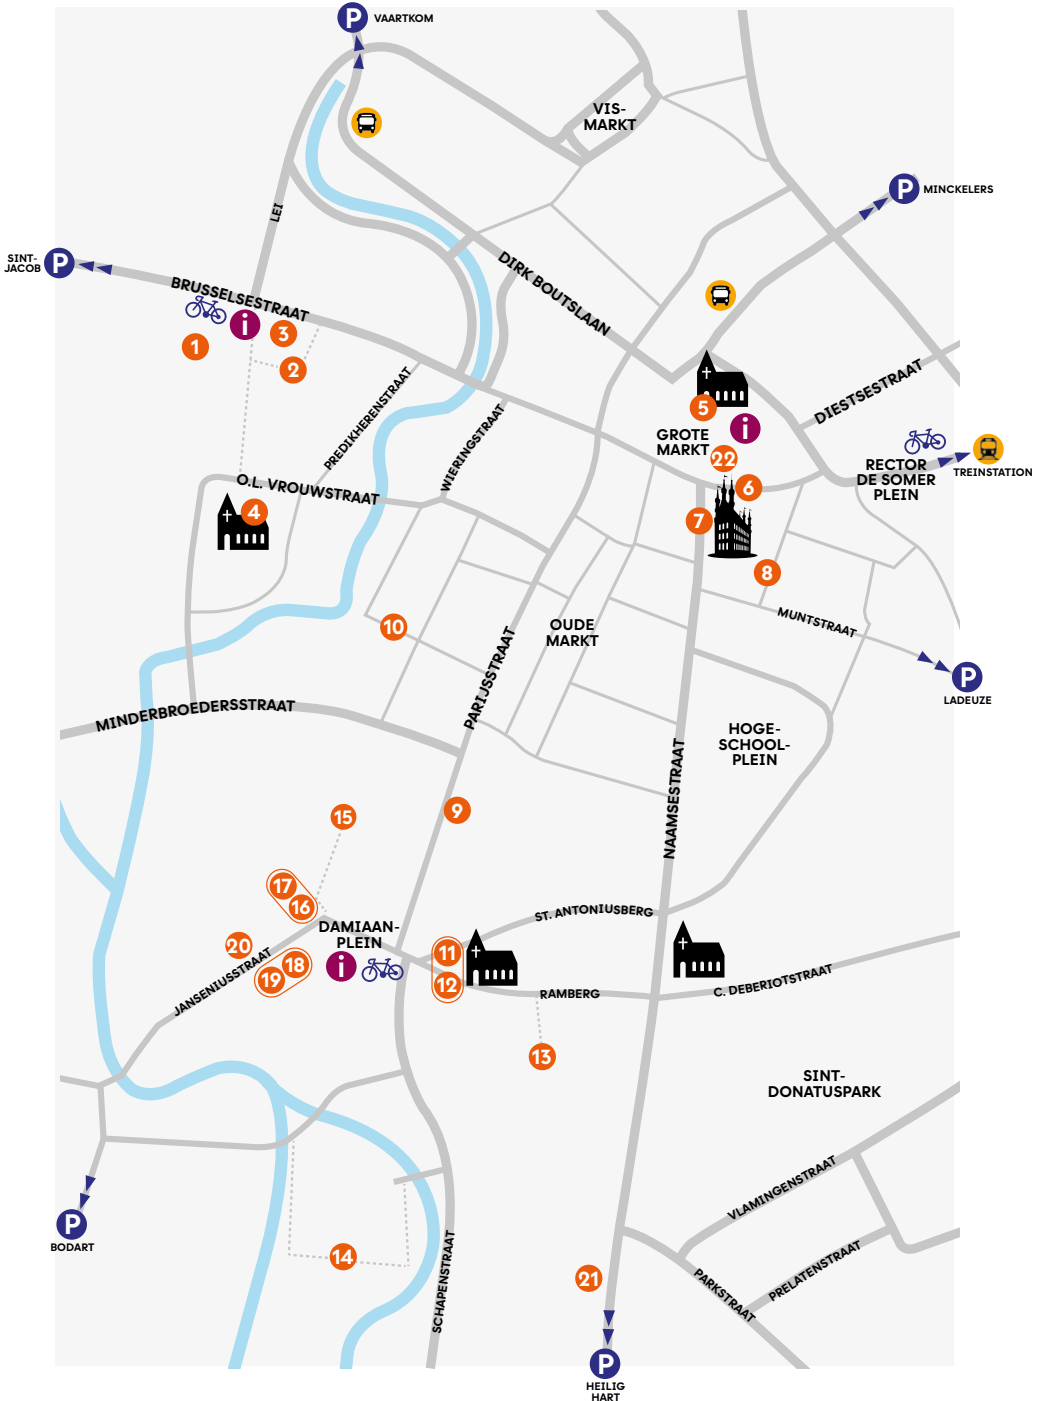 P VAARTKOM
VIS-
MARKT
P MINCKELERS
LEI
SINT-
JACOB P
DIRK BOUTSLAAN
BRUSSELSESTRAAT
i
3
1
2
PREDIKHERENSTRAAT
WIERINGSTRAAT
DIESTSESTRAAT
5
i
GROTE
MARKT
22
TREINSTATION
RECTOR
DE SOMER
PLEIN
O.L. VROUWSTRAAT
4
6
7
8
10
OUDE
MARKT
MUNTSTRAAT
P
LADEUZE
PARIJSSTRAAT
MINDERBROEDERSSTRAAT
HOGE-
SCHOOL-
PLEIN
NAAMSESTRAAT
9
15
17
16
ST. ANTONIUSBERG
DAMIAAN-
PLEIN
20
i
11
12
18
19
JANSENIUSSTRAAT
RAMBERG
C. DEBERIOTSTRAAT
13
SINT-
DONATUSPARK
VLAMINGENSTRAAT
P
BODART
14
SCHAPENSTRAAT
21
PARKSTRAAT
PRELATENSTRAAT
P
HEILIG
HART